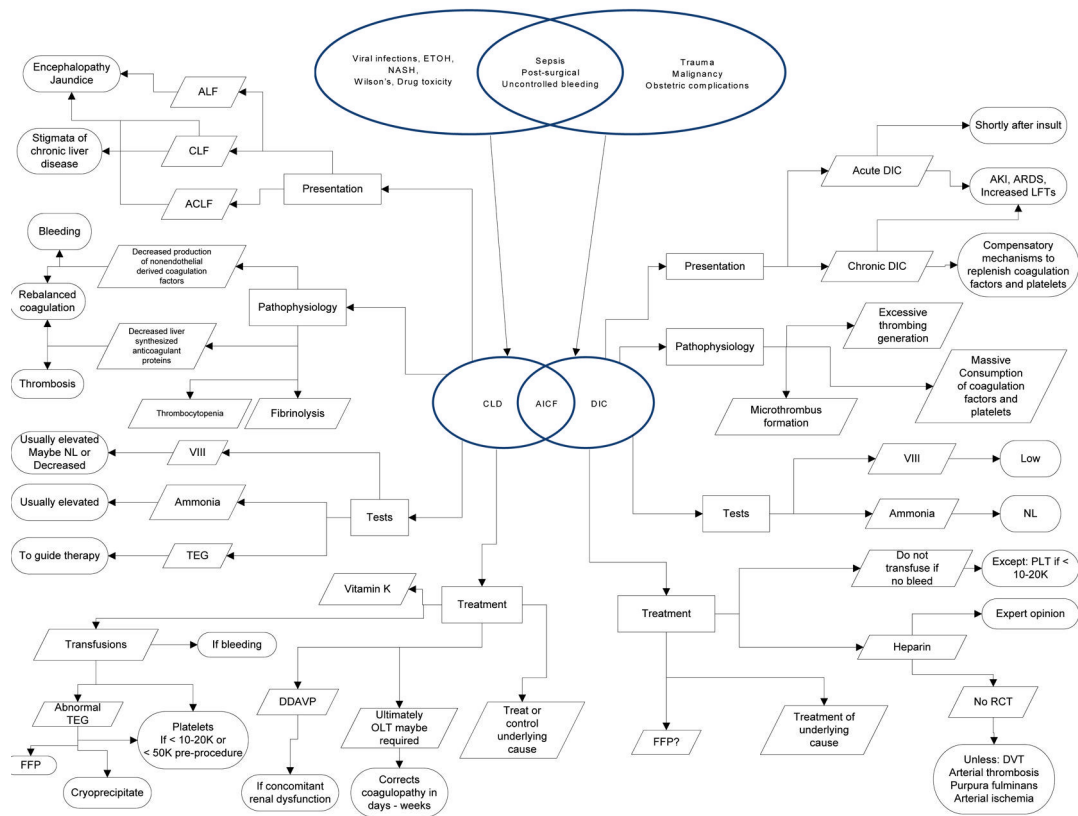 Viral infections, ETOH,
NASH,
Wilson's, Drug toxicity
Sepsis
Post-surgical
Uncontrolled bleeding
Trauma
Malignancy
Obstetric complications
Encephalopathy
Jaundice
ALF
Stigmata of
chronic liver
disease
CLF
ACLF
Presentation
Bleeding
Decreased production
of nonendothelial
derived coagulation
factors
Rebalanced
coagulation
Pathophysiology
Decreased liver
synthesized
anticoagulant
proteins
Thrombosis
Thrombocytopenia
Fibrinolysis
Shortly after insult
Acute DIC
AKI, ARDS,
Increased LFTs
Presentation
Chronic DIC
Compensatory
mechanisms to
replenish coagulation
factors and platelets
Pathophysiology
Excessive
thrombing
generation
Massive
Consumption
of coagulation
factors and
platelets
Microthrombus
formation
CLD
AICF
DIC
Usually elevated
Maybe NL or
Decreased
VIII
Usually elevated
Ammonia
Tests
To guide therapy
TEG
Tests
VIII
Low
Ammonia
NL
Vitamin K
Treatment
Transfusions
If bleeding
Abnormal
TEG
Platelets
If < 10-20K or
< 50K pre-procedure
FFP
Cryoprecipitate
DDAVP
If concomitant
renal dysfunction
Ultimately
OLT maybe
required
Corrects
coagulopathy in
days - weeks
Treat or
control
underlying
cause
Treatment
Do not
transfuse if
no bleed
Except: PLT if <
10-20K
Expert opinion
Heparin
No RCT
FFP?
Treatment of
underlying
cause
Unless: DVT
Arterial thrombosis
Purpura fulminans
Arterial ischemia